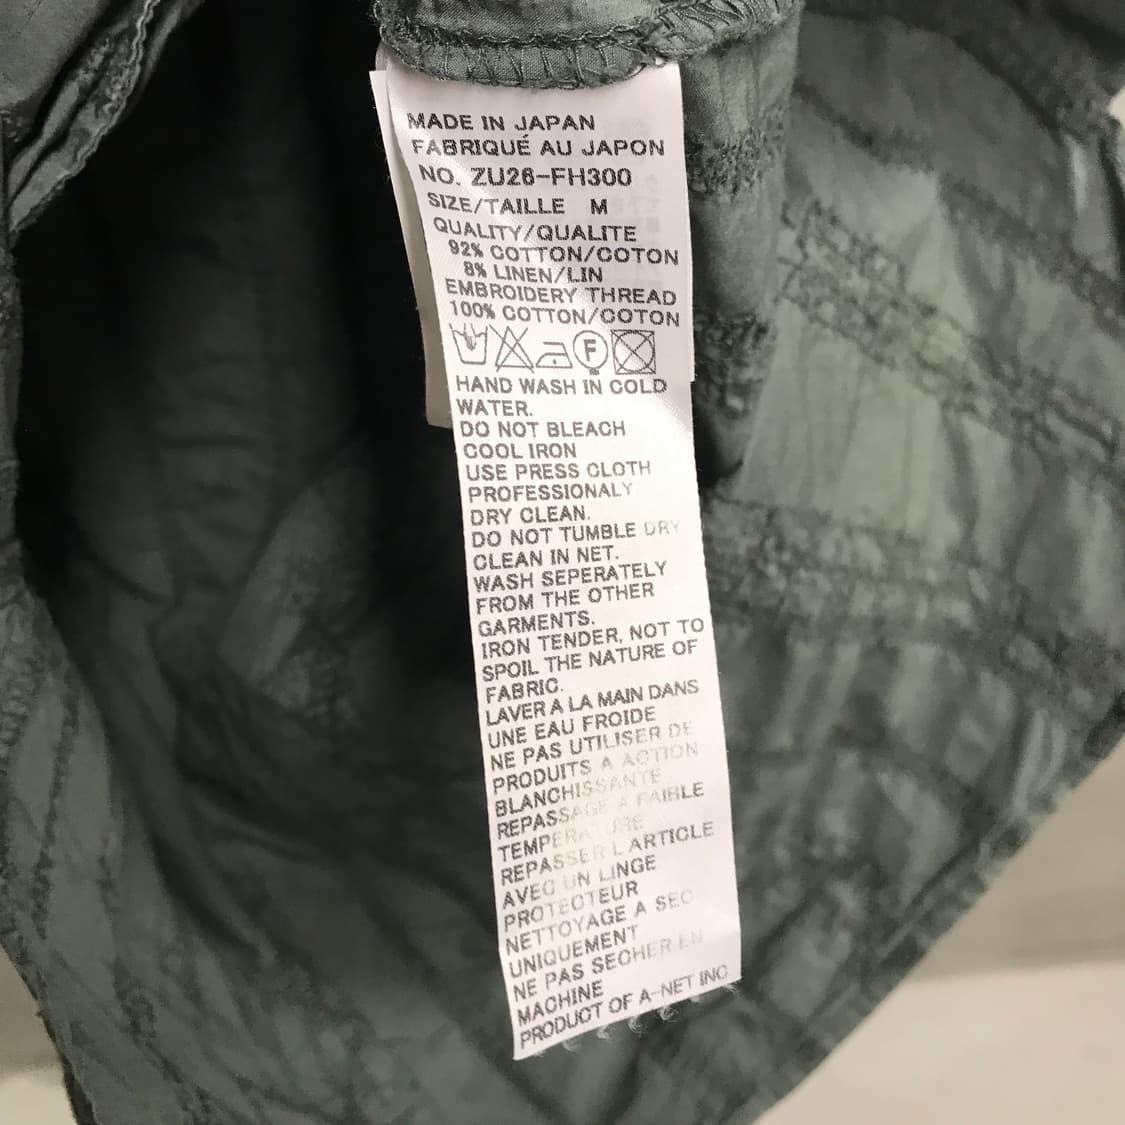 MADE IN JAPAN
FABRIQUÉ AU JAPON
NO. ZU26-FH300
SIZE/TAILLE M
QUALITY/QUALITE
92% COTTON/COTON
8% LINEN/LIN
EMBROIDERY THREAD
100% COTTON/COTON
F
HAND WASH IN COLD
WATER.
DO NOT BLEACH
COOL IRON
USE PRESS CLOTH
PROFESSIONALY
DRY CLEAN.
DO NOT TUMBLE DRY
CLEAN IN NET.
WASH SEPERATELY
FROM THE OTHER
GARMENTS.
IRON TENDER, NOT TO
SPOIL THE NATURE OF
FABRIC.
LAVER A LA MAIN DANS
UNE EAU FROIDE
NE PAS UTILISER DE
PRODUITS A ACTION
BLANCHISSANTE
REPASSAGE A FAIBLE
TEMPERATURE
REPASSER L ARTICLE
AVEC UN LINGE
PROTECTEUR
NETTOYAGE A SEC
UNIQUEMENT
NE PAS SECHER EN
MACHINE
PRODUCT OF A-NET INC.